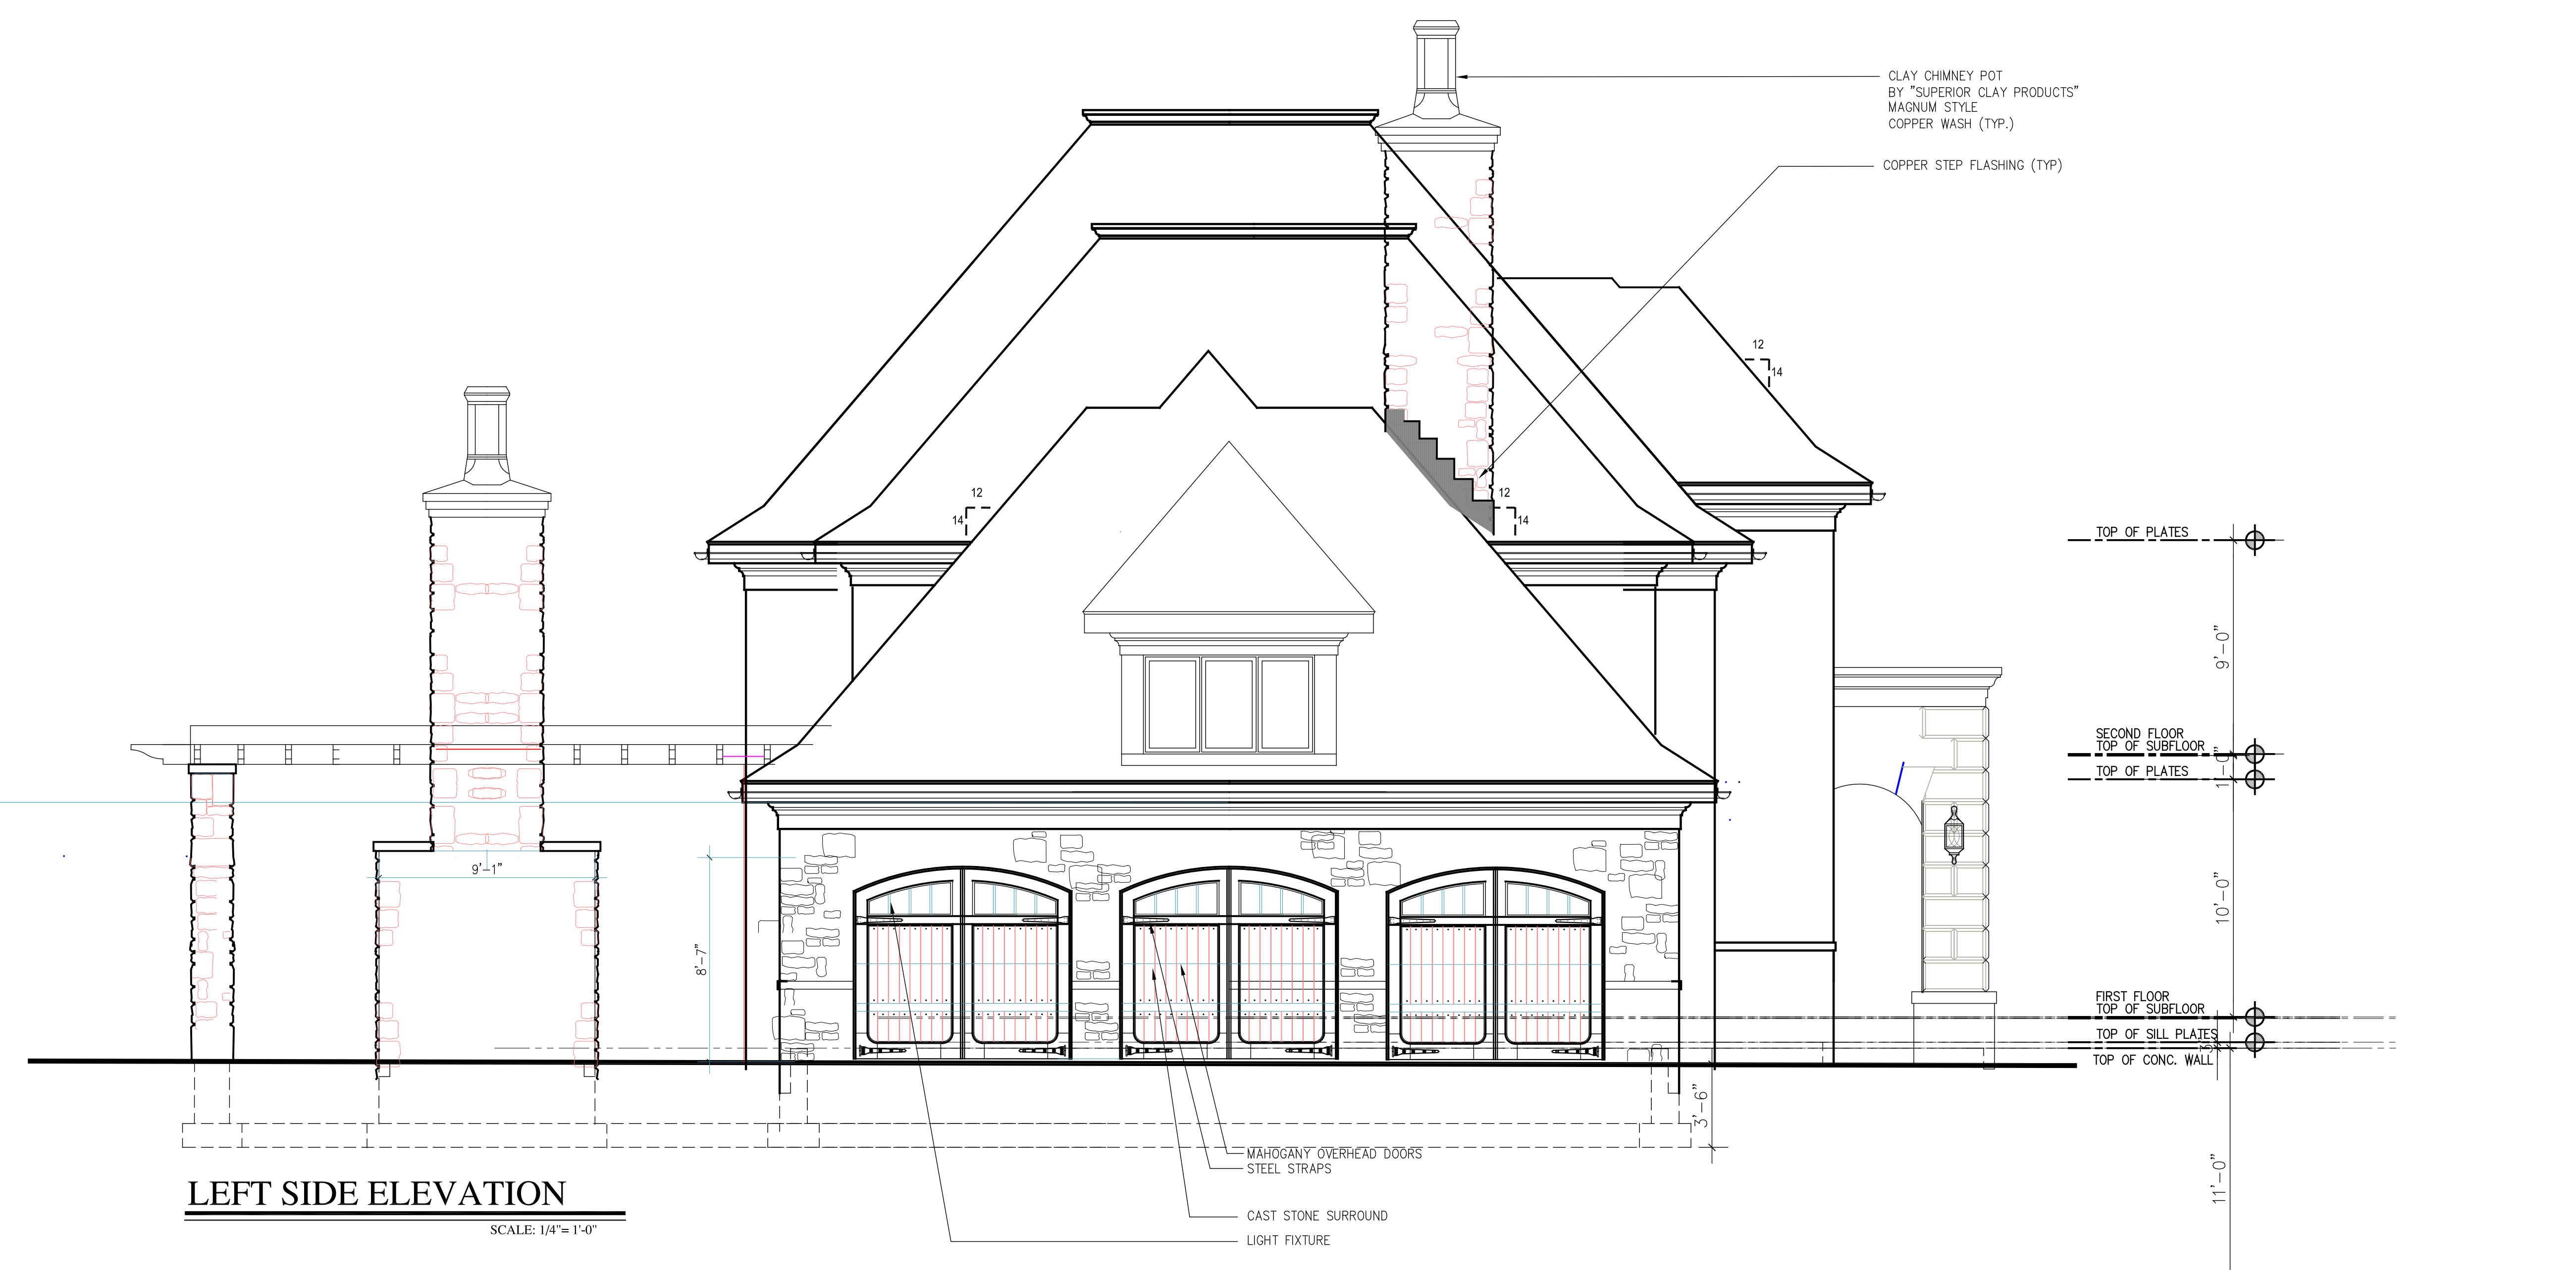 CLAY CHIMNEY POT
BY "SUPERIOR CLAY PRODUCTS"
MAGNUM STYLE
COPPER WASH (TYP.)
COPPER STEP FLASHING (TYP)
12
14
12
14
12
14
TOP OF PLATES
9'-0"
SECOND FLOOR
TOP OF SUBFLOOR
1'-0"
TOP OF PLATES
9'-1"
8'-7"
10'-0"
FIRST FLOOR
TOP OF SUBFLOOR
TOP OF SILL PLATES
TOP OF CONC. WALL
3'-6"
11'-0"
MAHOGANY OVERHEAD DOORS
STEEL STRAPS
CAST STONE SURROUND
LIGHT FIXTURE
LEFT SIDE ELEVATION
SCALE: 1/4"= 1'-0"